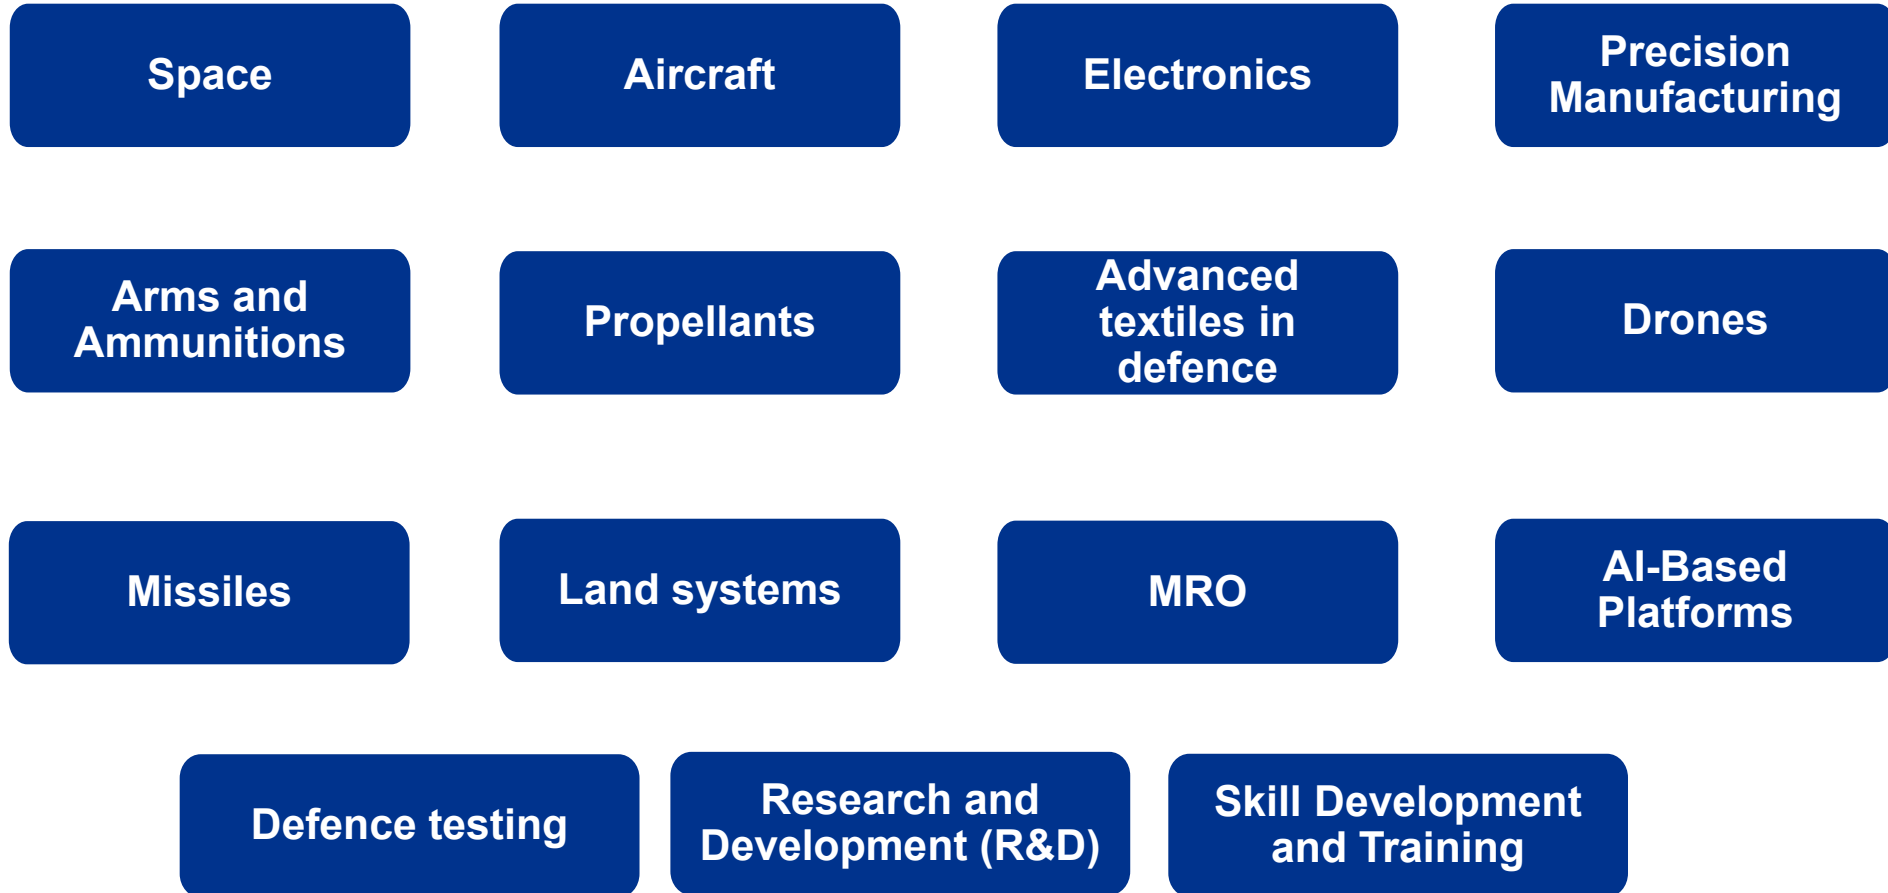 Space
Aircraft
Electronics
Precision
Manufacturing
Arms and
Ammunitions
Propellants
Advanced
textiles in
defence
Drones
Missiles
Land systems
MRO
AI-Based
Platforms
Defence testing
Research and
Development (R&D)
Skill Development
and Training